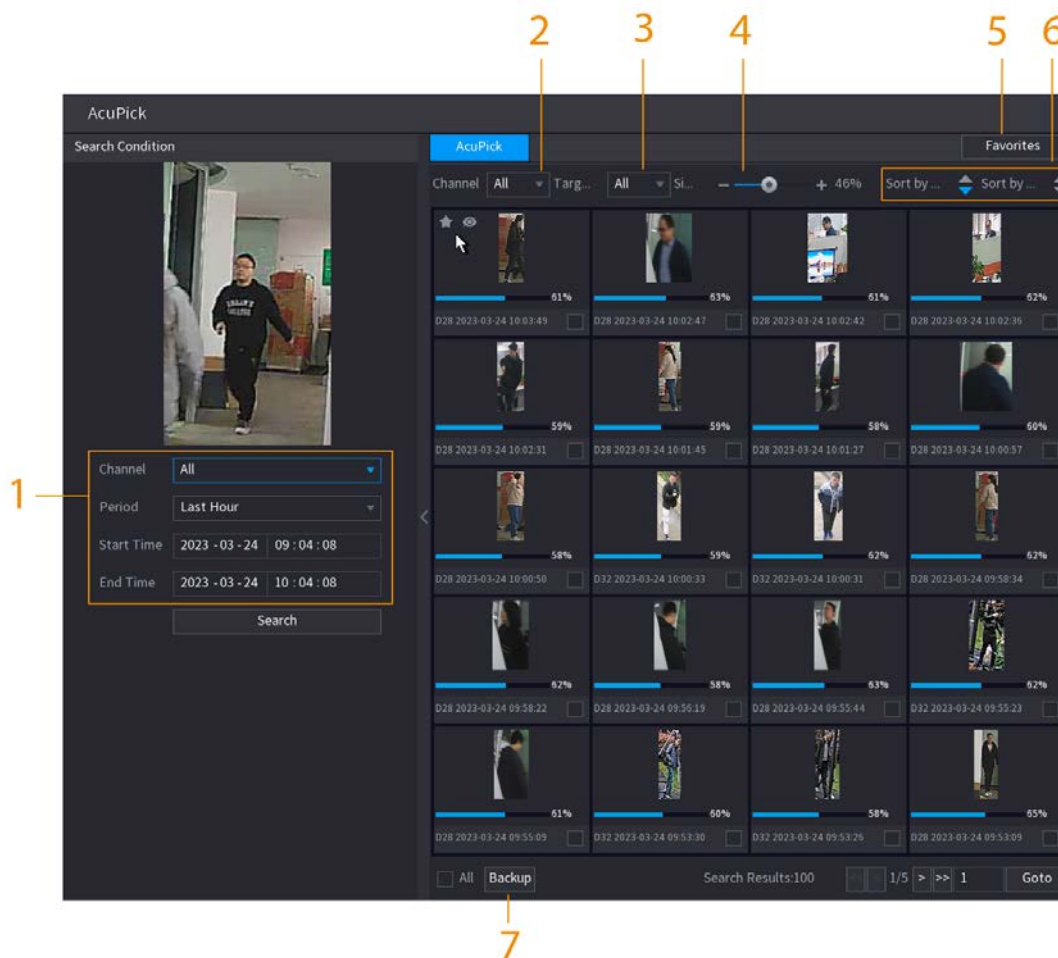 2 3 4 5 6
AcuPick
Search Condition
AcuPick
Favorites
Channel All Targ... All Si... − + 46% Sort by ... Sort by ...
61% 63% 61% 62%
D28 2023-03-24 10:03:49 D28 2023-03-24 10:02:47 D28 2023-03-24 10:02:42 D28 2023-03-24 10:02:36
59% 59% 58% 60%
D28 2023-03-24 10:02:31 D28 2023-03-24 10:01:45 D28 2023-03-24 10:01:27 D28 2023-03-24 10:00:57
1
Channel All
Period Last Hour
Start Time 2023 -03 -24 09 : 04 : 08
End Time 2023 -03 -24 10 : 04 : 08
Search
58% 59% 62% 62%
D28 2023-03-24 10:00:50 D32 2023-03-24 10:00:33 D32 2023-03-24 10:00:31 D28 2023-03-24 09:58:34
62% 58% 63% 62%
D28 2023-03-24 09:58:22 D28 2023-03-24 09:56:19 D28 2023-03-24 09:55:44 D32 2023-03-24 09:55:23
61% 60% 58% 65%
D28 2023-03-24 09:55:09 D32 2023-03-24 09:53:30 D32 2023-03-24 09:53:26 D28 2023-03-24 09:53:09
All Backup Search Results:100 1/5 > >> 1 Goto
7